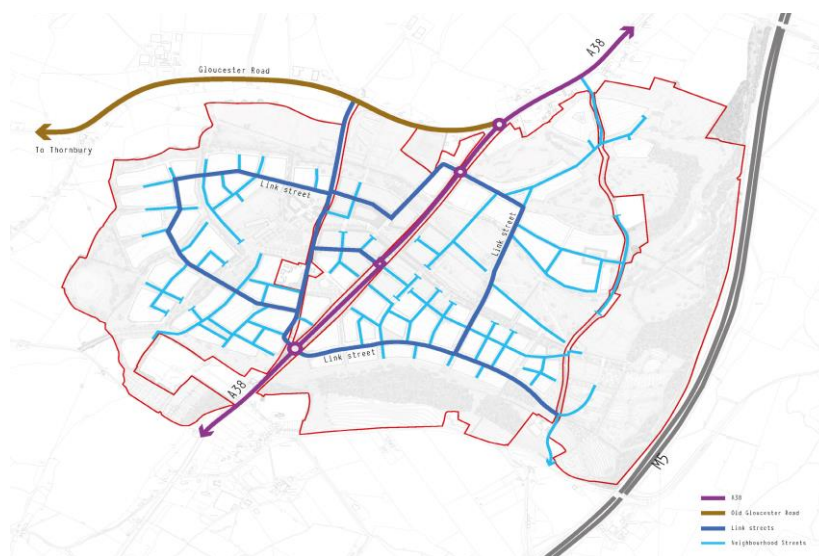 A38
Gloucester Road
To Thornbury
Link street
Link street
Link street
A38
M5
A38
Old Gloucester Road
Link streets
Neighbourhood Streets